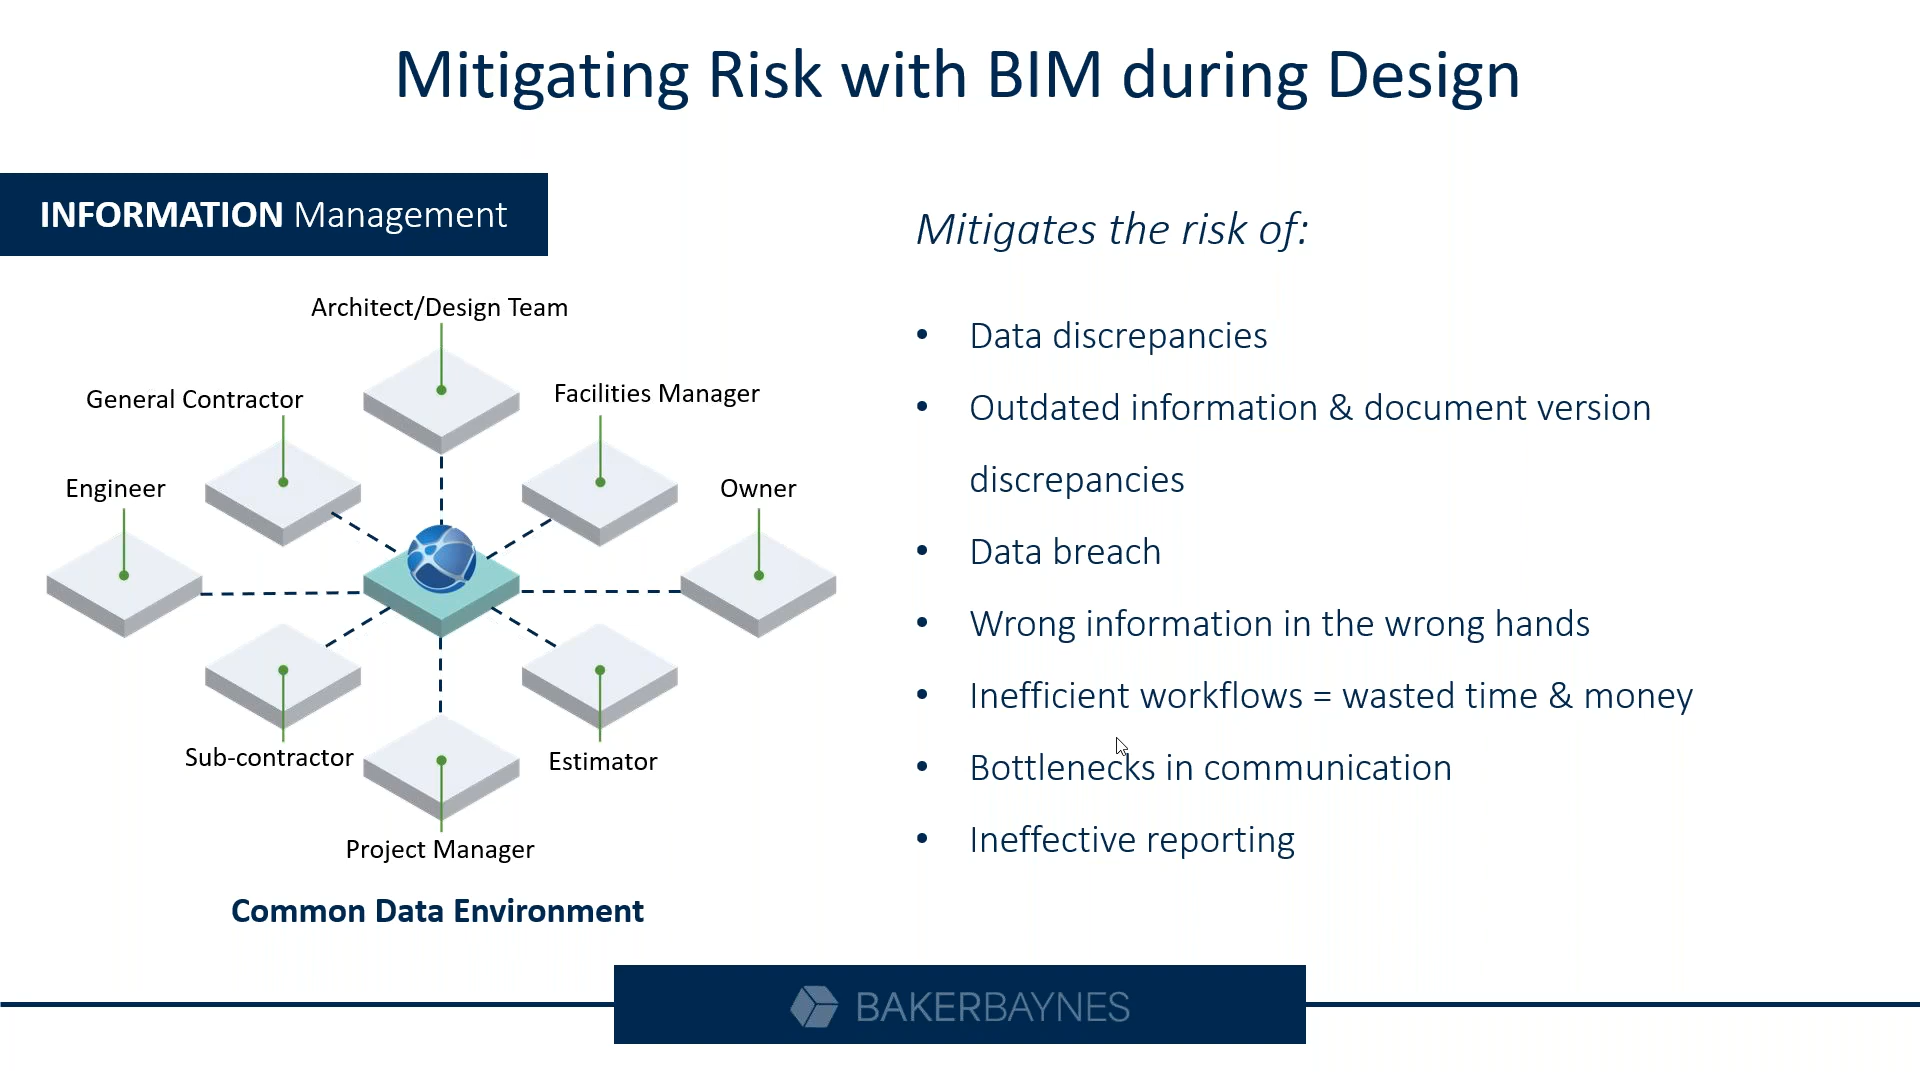 Mitigating Risk with BIM during Design
INFORMATION Management
Architect/Design Team
General Contractor
Facilities Manager
Engineer
Owner
Sub-contractor
Estimator
Project Manager
Common Data Environment
Mitigates the risk of:
• Data discrepancies
• Outdated information & document version
discrepancies
• Data breach
• Wrong information in the wrong hands
• Inefficient workflows = wasted time & money
• Bottlenecks in communication
• Ineffective reporting
BAKERBAYNES